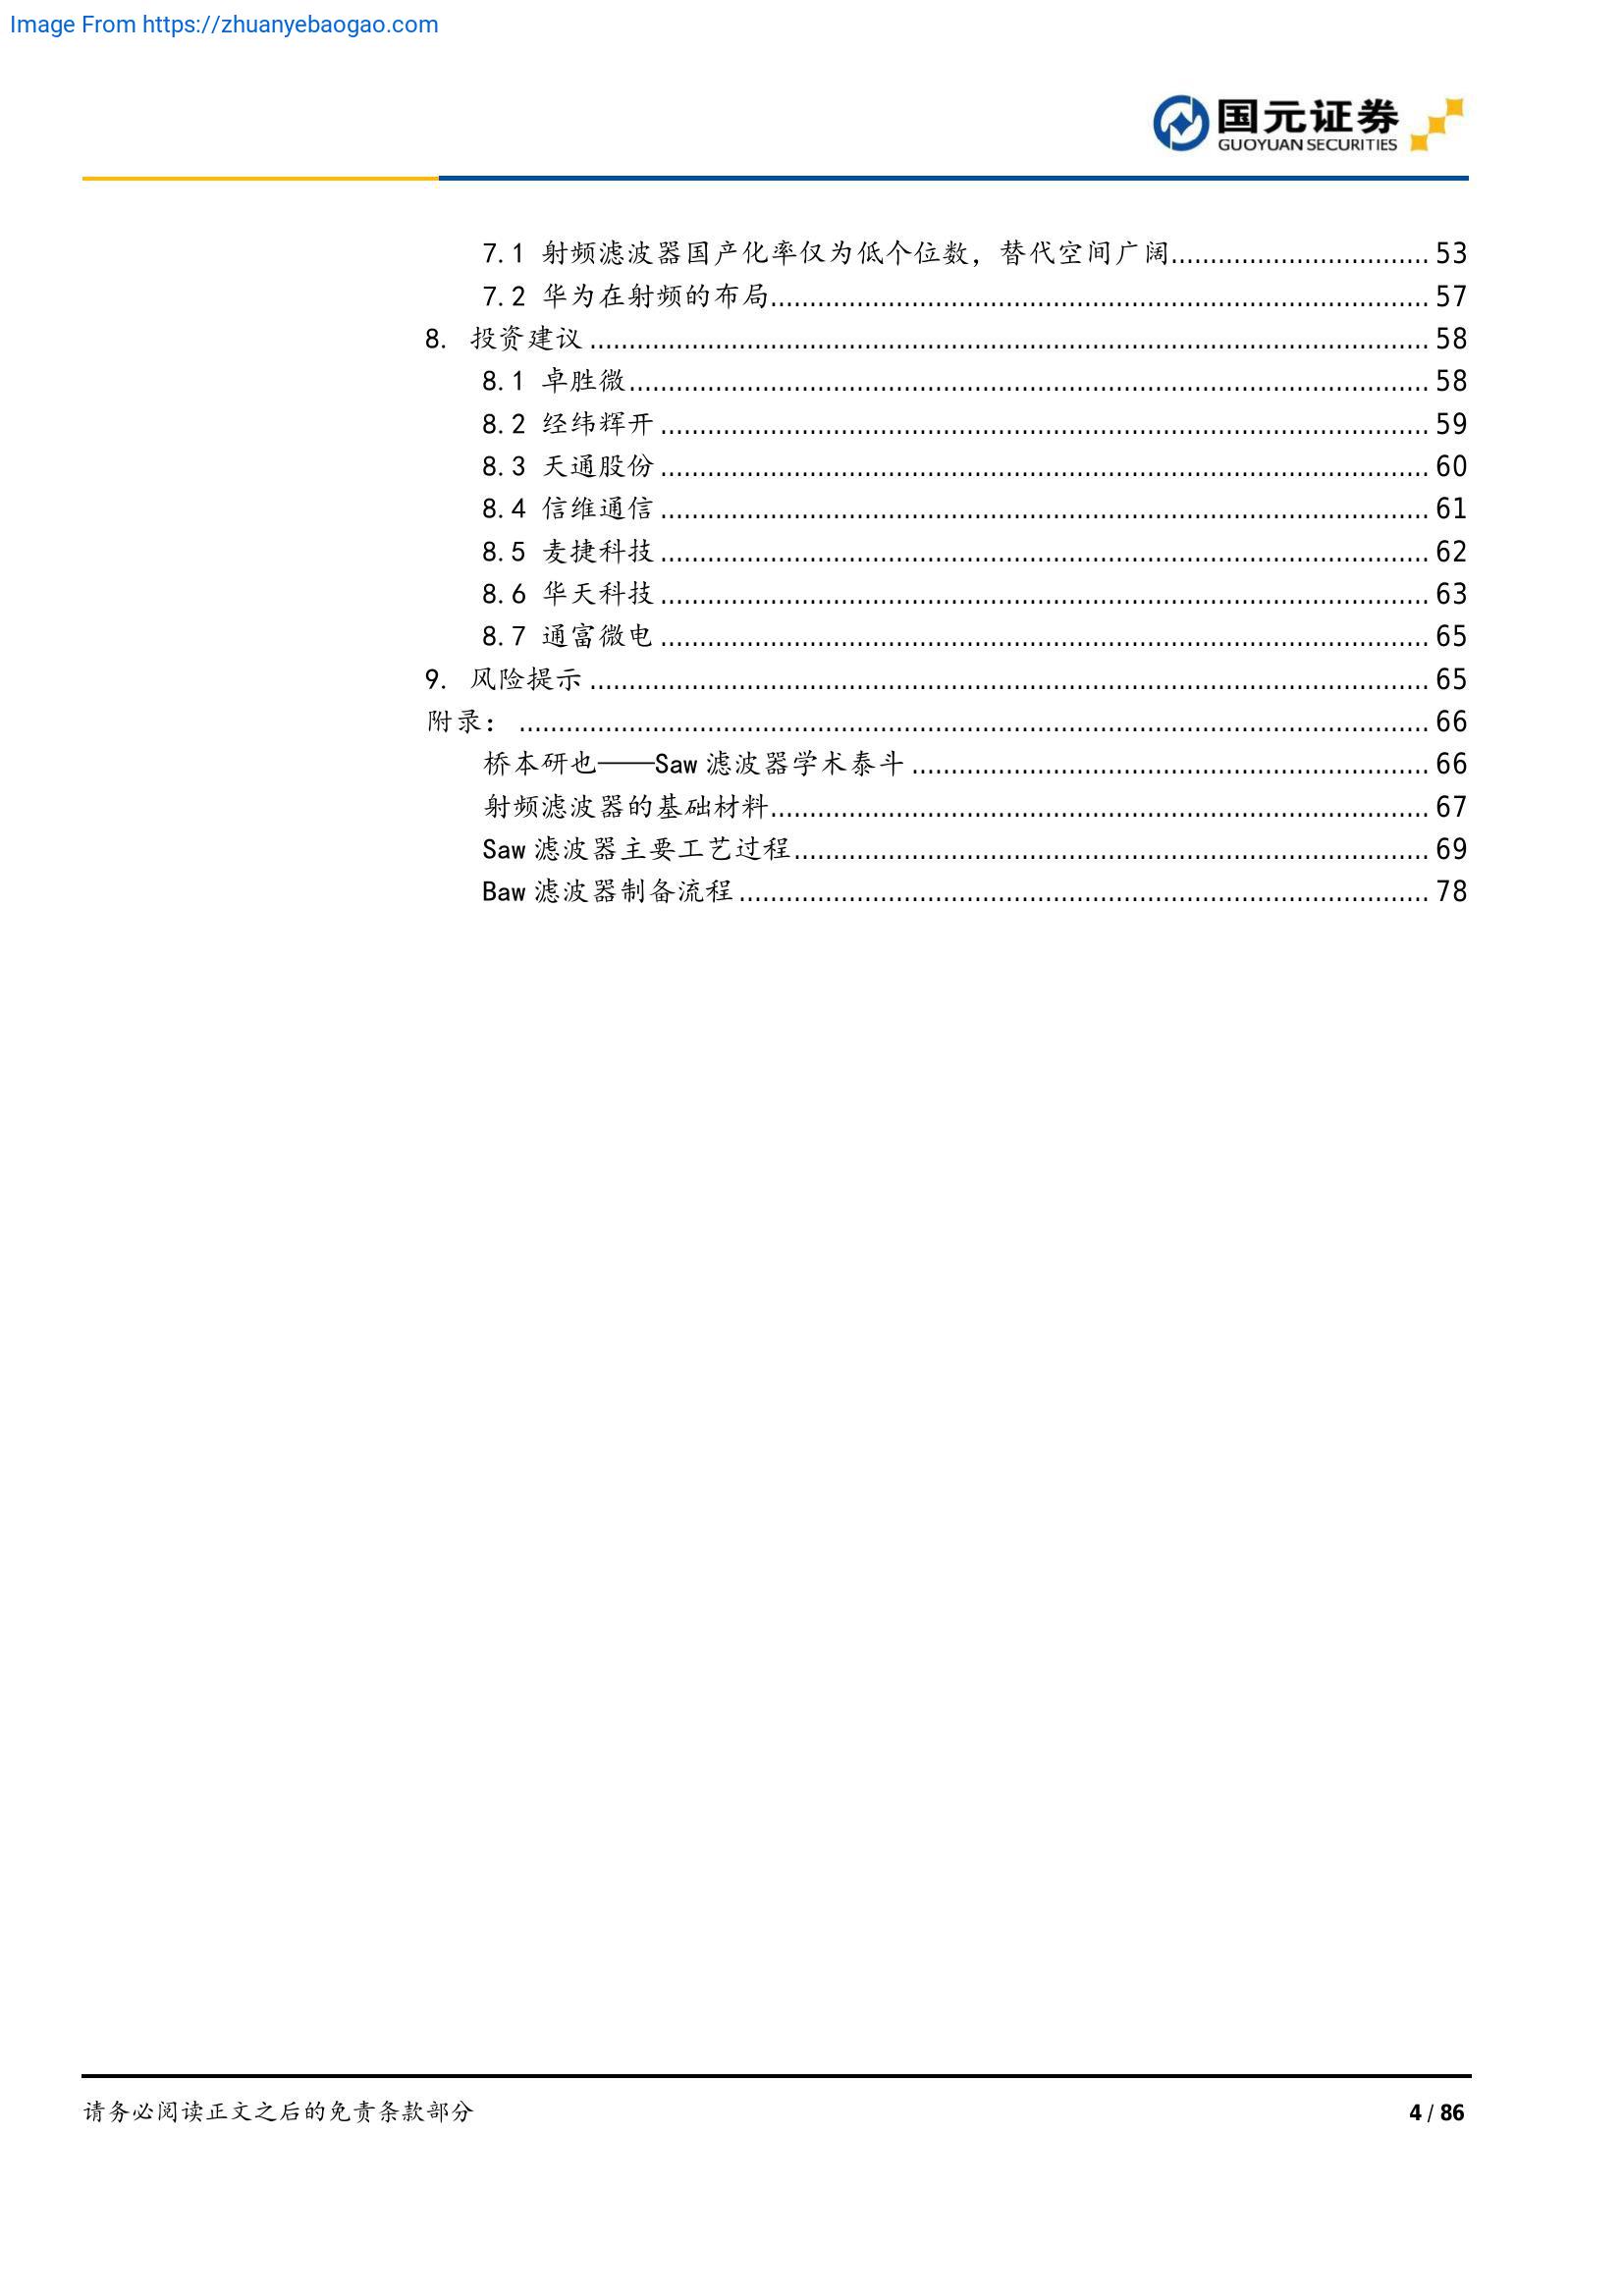 Image From https://zhuanyebaogao.com
国元证券
GUOYUAN SECURITIES
7.1 射频滤波器国产化率仅为低个位数，替代空间广阔................................. 53
7.2 华为在射频的布局.................................................................................... 57
8. 投资建议 ........................................................................................................... 58
8.1 卓胜微...................................................................................................... 58
8.2 经纬辉开 .................................................................................................. 59
8.3 天通股份 .................................................................................................. 60
8.4 信维通信 .................................................................................................. 61
8.5 麦捷科技 .................................................................................................. 62
8.6 华天科技 .................................................................................................. 63
8.7 通富微电 .................................................................................................. 65
9. 风险提示 ........................................................................................................... 65
附录： .................................................................................................................... 66
桥本研也——Saw 滤波器学术泰斗 .................................................................. 66
射频滤波器的基础材料.................................................................................... 67
Saw 滤波器主要工艺过程................................................................................. 69
Baw 滤波器制备流程 ........................................................................................ 78
请务必阅读正文之后的免责条款部分
4 / 86